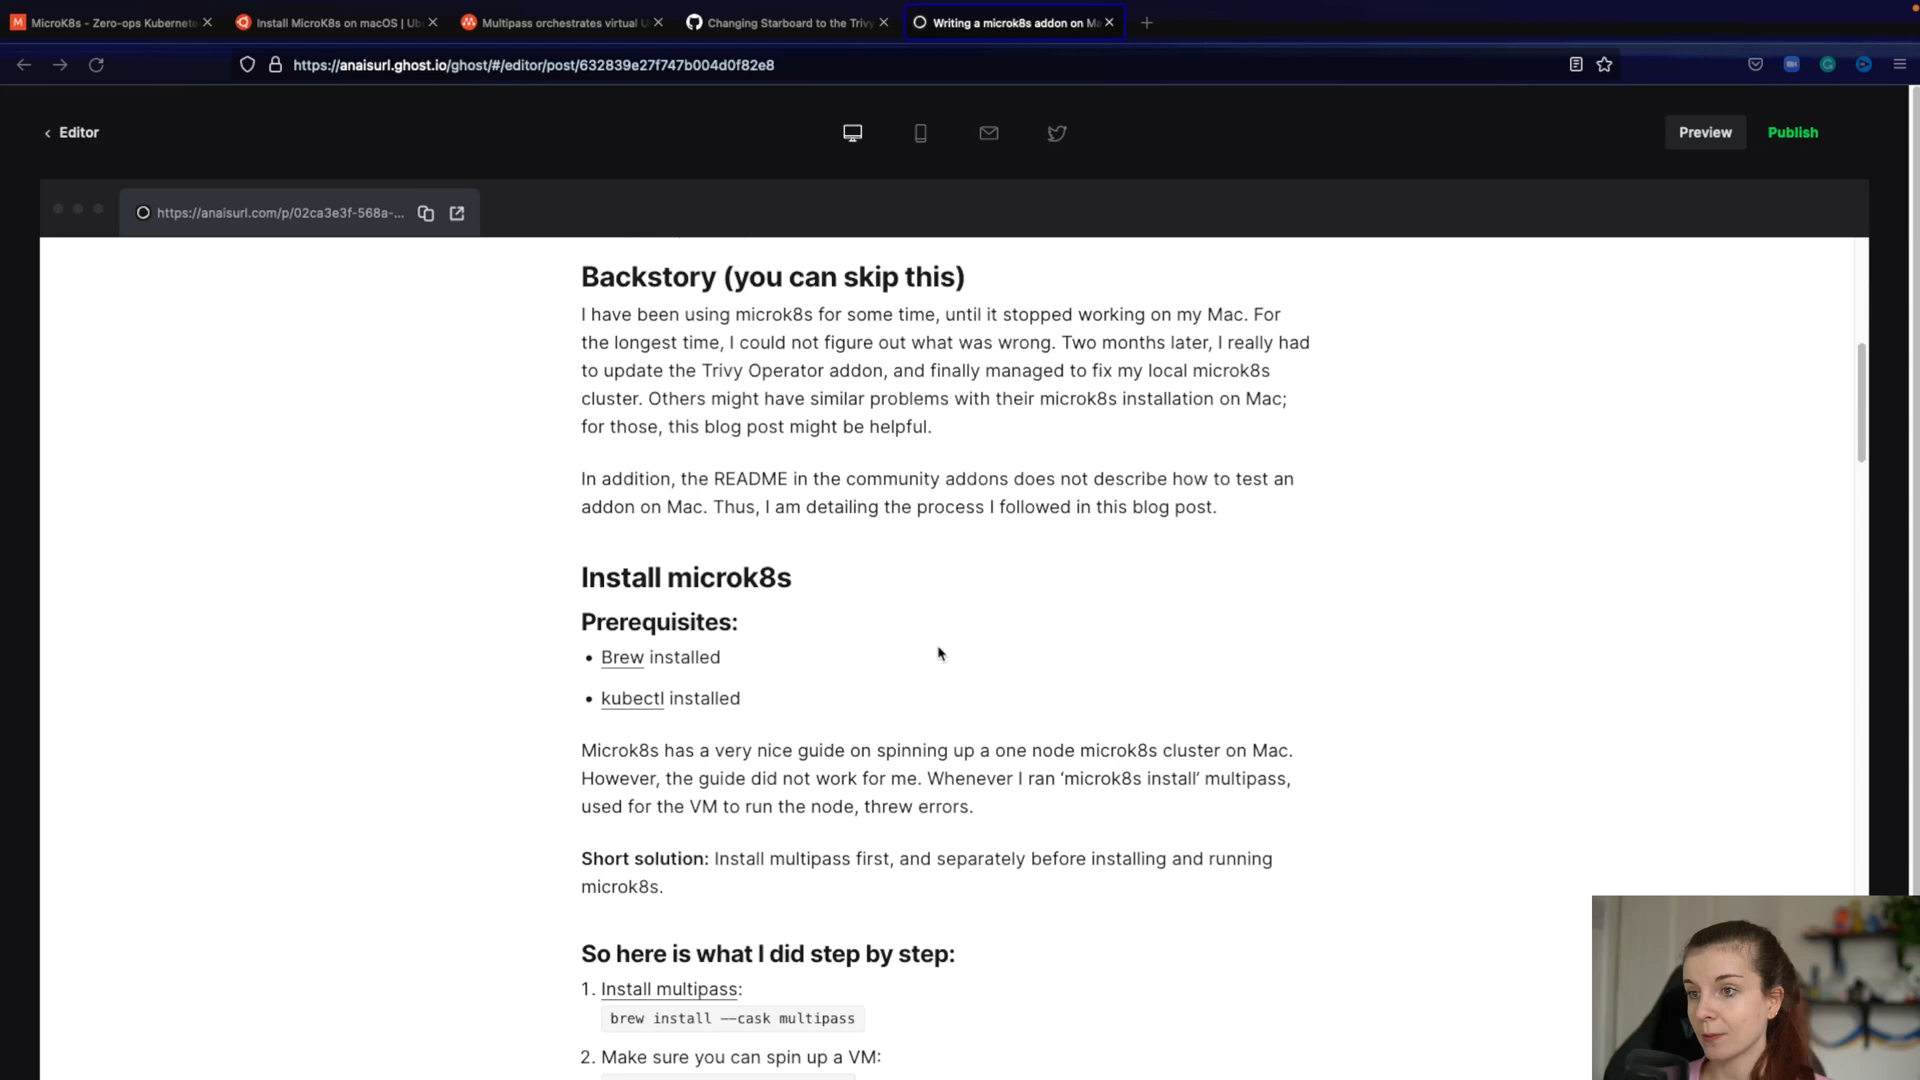 MicroK8s - Zero-ops Kubernete
Install MicroK8s on macOS | Ub
Multipass orchestrates virtual U
Changing Starboard to the Trivy
Writing a microk8s addon on Ma
https://anaisurl.ghost.io/ghost/#/editor/post/632839e27f747b004d0f82e8
Editor
Preview
Publish
https://anaisurl.com/p/02ca3e3f-568a-...
Backstory (you can skip this)
I have been using microk8s for some time, until it stopped working on my Mac. For
the longest time, I could not figure out what was wrong. Two months later, I really had
to update the Trivy Operator addon, and finally managed to fix my local microk8s
cluster. Others might have similar problems with their microk8s installation on Mac;
for those, this blog post might be helpful.
In addition, the README in the community addons does not describe how to test an
addon on Mac. Thus, I am detailing the process I followed in this blog post.
Install microk8s
Prerequisites:
• Brew installed
• kubectl installed
Microk8s has a very nice guide on spinning up a one node microk8s cluster on Mac.
However, the guide did not work for me. Whenever I ran ‘microk8s install’ multipass,
used for the VM to run the node, threw errors.
Short solution: Install multipass first, and separately before installing and running
microk8s.
So here is what I did step by step:
1. Install multipass:
brew install --cask multipass
2. Make sure you can spin up a VM: